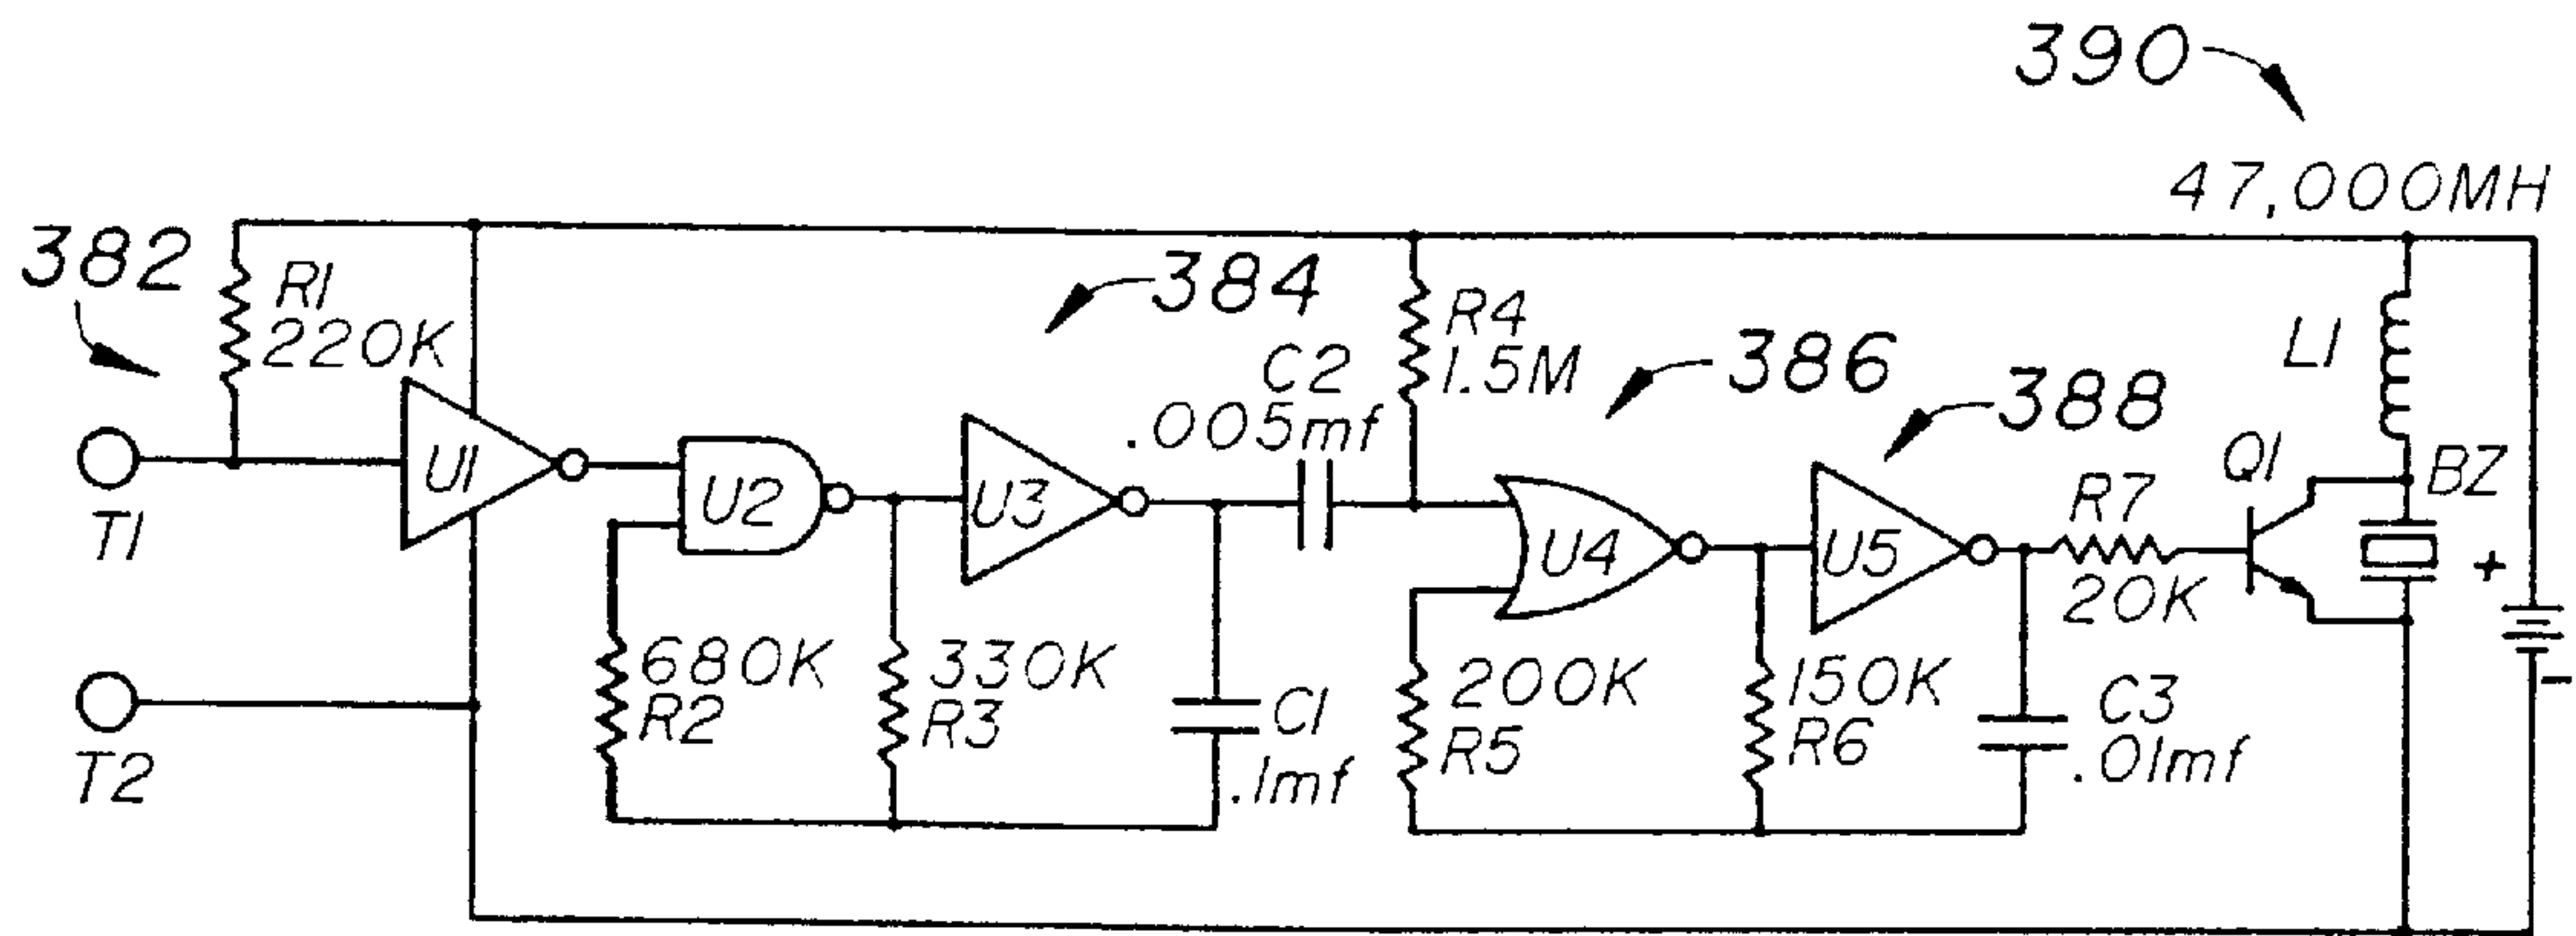 390
47,000MH
382
R1
220K
384
R4
1.5M
386
388
L1
C2
.005mf
Q1
BZ
U1
T1
U2
U3
U4
U5
R7
20K
+
-
680K
R2
330K
R3
C1
.1mf
200K
R5
150K
R6
C3
.01mf
T2